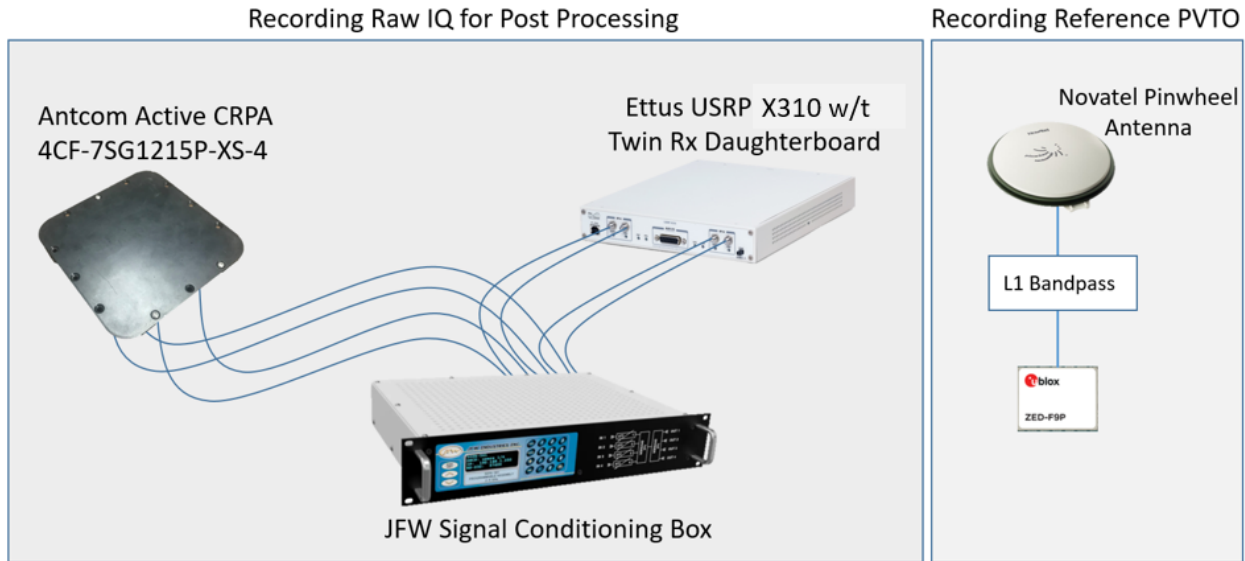 Recording Raw IQ for Post Processing
Recording Reference PVTO
Antcom Active CRPA
4CF-7SG1215P-XS-4
Ettus USRP X310 w/t
Twin Rx Daughterboard
Novatel Pinwheel
Antenna
L1 Bandpass
blox
ZED-F9P
JFW Signal Conditioning Box